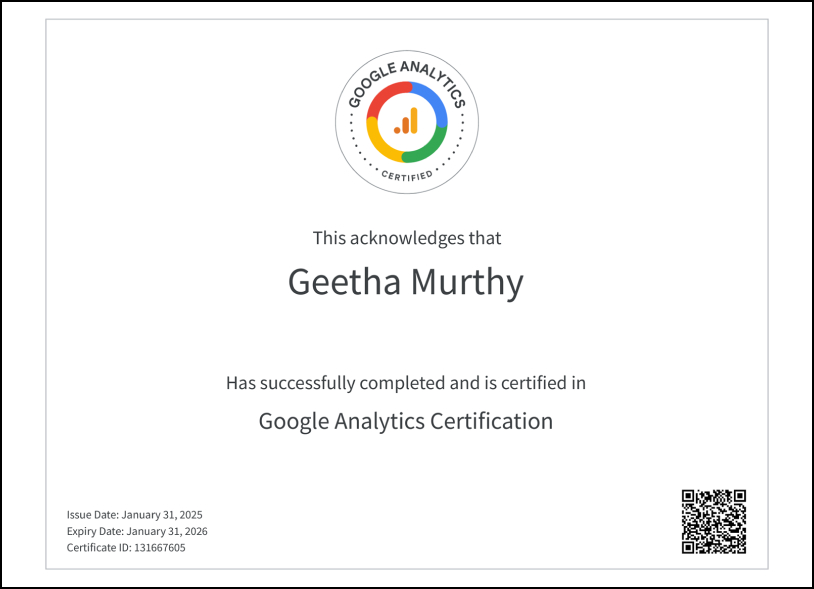 GOOGLE ANALYTICS
CERTIFIED
This acknowledges that
Geetha Murthy
Has successfully completed and is certified in
Google Analytics Certification
Issue Date: January 31, 2025
Expiry Date: January 31, 2026
Certificate ID: 131667605